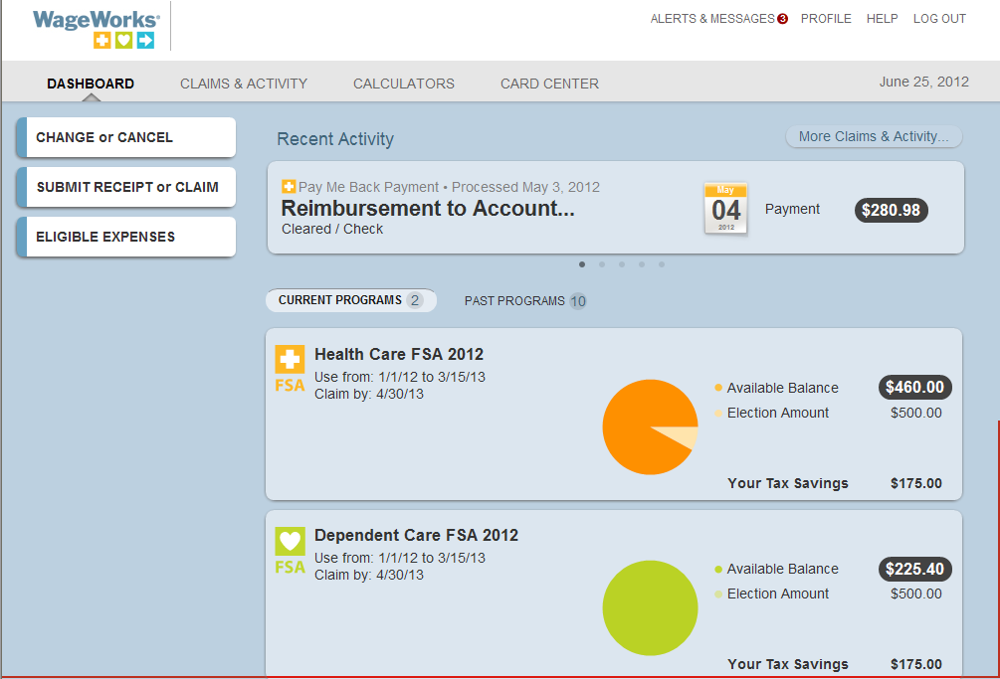 WageWorks®
ALERTS & MESSAGES 3 PROFILE HELP LOG OUT
DASHBOARD CLAIMS & ACTIVITY CALCULATORS CARD CENTER June 25, 2012
CHANGE or CANCEL
SUBMIT RECEIPT or CLAIM
ELIGIBLE EXPENSES
Recent Activity
More Claims & Activity...
Pay Me Back Payment • Processed May 3, 2012
Reimbursement to Account...
Cleared / Check
May
04
2012
Payment
$280.98
CURRENT PROGRAMS 2
PAST PROGRAMS 10
FSA
Health Care FSA 2012
Use from: 1/1/12 to 3/15/13
Claim by: 4/30/13
Available Balance $460.00
Election Amount $500.00
Your Tax Savings $175.00
FSA
Dependent Care FSA 2012
Use from: 1/1/12 to 3/15/13
Claim by: 4/30/13
Available Balance $225.40
Election Amount $500.00
Your Tax Savings $175.00